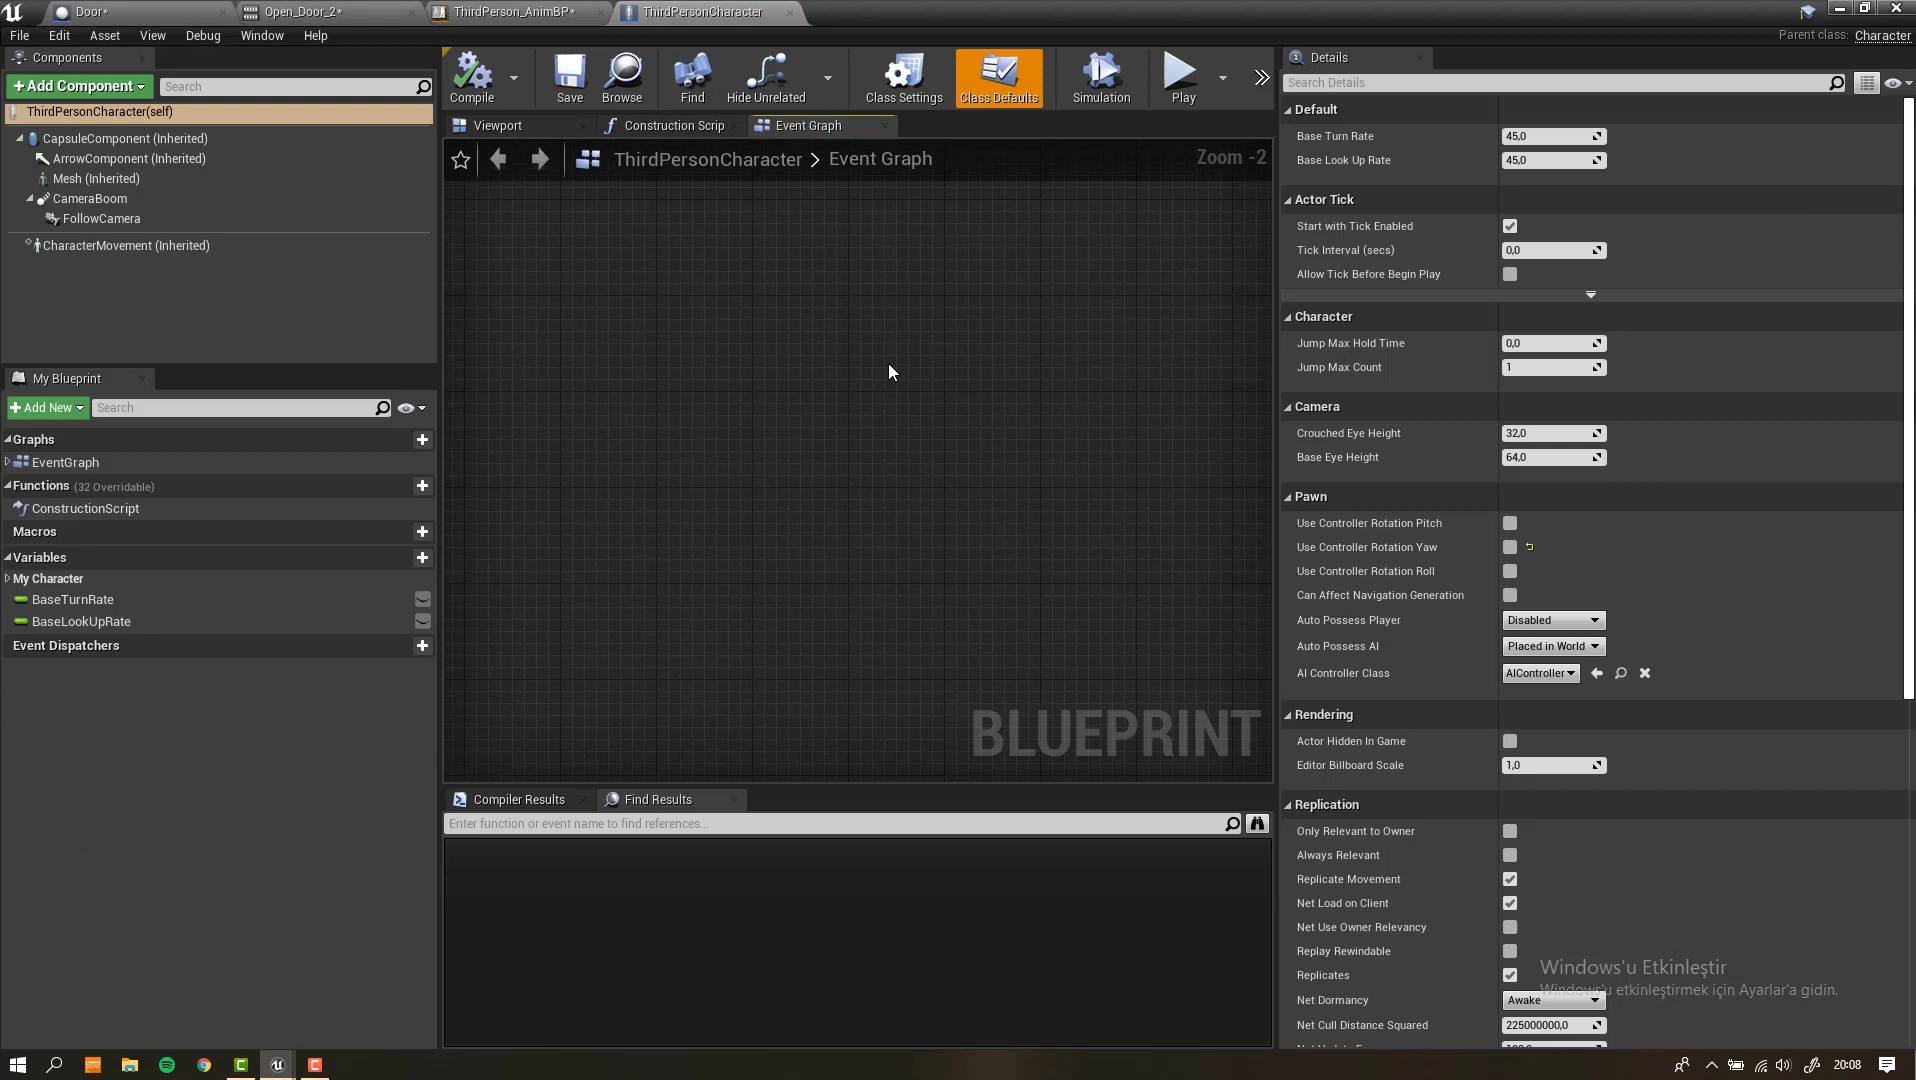 Door*
Open_Door_2*
ThirdPerson_AnimBP*
ThirdPersonCharacter
File Edit Asset View Debug Window Help
Parent class: Character
Components
+Add Component
Search
ThirdPersonCharacter(self)
CapsuleComponent (Inherited)
ArrowComponent (Inherited)
Mesh (Inherited)
CameraBoom
FollowCamera
CharacterMovement (Inherited)
My Blueprint
+Add New
Search
Graphs
EventGraph
Functions (32 Overridable)
ConstructionScript
Macros
Variables
My Character
BaseTurnRate
BaseLookUpRate
Event Dispatchers
Compile
Save
Browse
Find
Hide Unrelated
Class Settings
Class Defaults
Simulation
Play
Viewport
Construction Scrip
Event Graph
ThirdPersonCharacter > Event Graph
Zoom -2
BLUEPRINT
Compiler Results
Find Results
Enter function or event name to find references...
Details
Search Details
Default
Base Turn Rate 45,0
Base Look Up Rate 45,0
Actor Tick
Start with Tick Enabled
Tick Interval (secs) 0,0
Allow Tick Before Begin Play
Character
Jump Max Hold Time 0,0
Jump Max Count 1
Camera
Crouched Eye Height 32,0
Base Eye Height 64,0
Pawn
Use Controller Rotation Pitch
Use Controller Rotation Yaw
Use Controller Rotation Roll
Can Affect Navigation Generation
Auto Possess Player Disabled
Auto Possess AI Placed in World
AI Controller Class AIController
Rendering
Actor Hidden In Game
Editor Billboard Scale 1,0
Replication
Only Relevant to Owner
Always Relevant
Replicate Movement
Net Load on Client
Net Use Owner Relevancy
Replay Rewindable
Replicates
Net Dormancy Awake
Net Cull Distance Squared 225000000,0
Windows'u Etkinleştir
Windows'u etkinleştirmek için Ayarlar'a gidin.
20:08